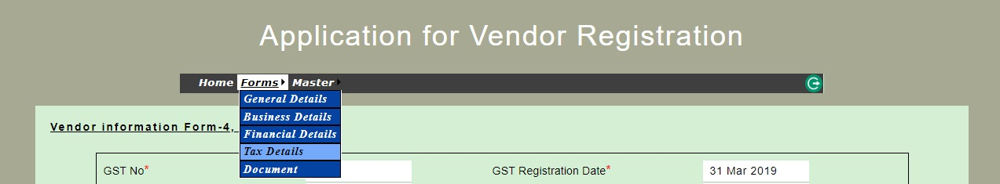 Application for Vendor Registration
Home Forms Master
General Details
Business Details
Vendor information Form-4,
Financial Details
Tax Details
Document
GST No*
GST Registration Date* 31 Mar 2019